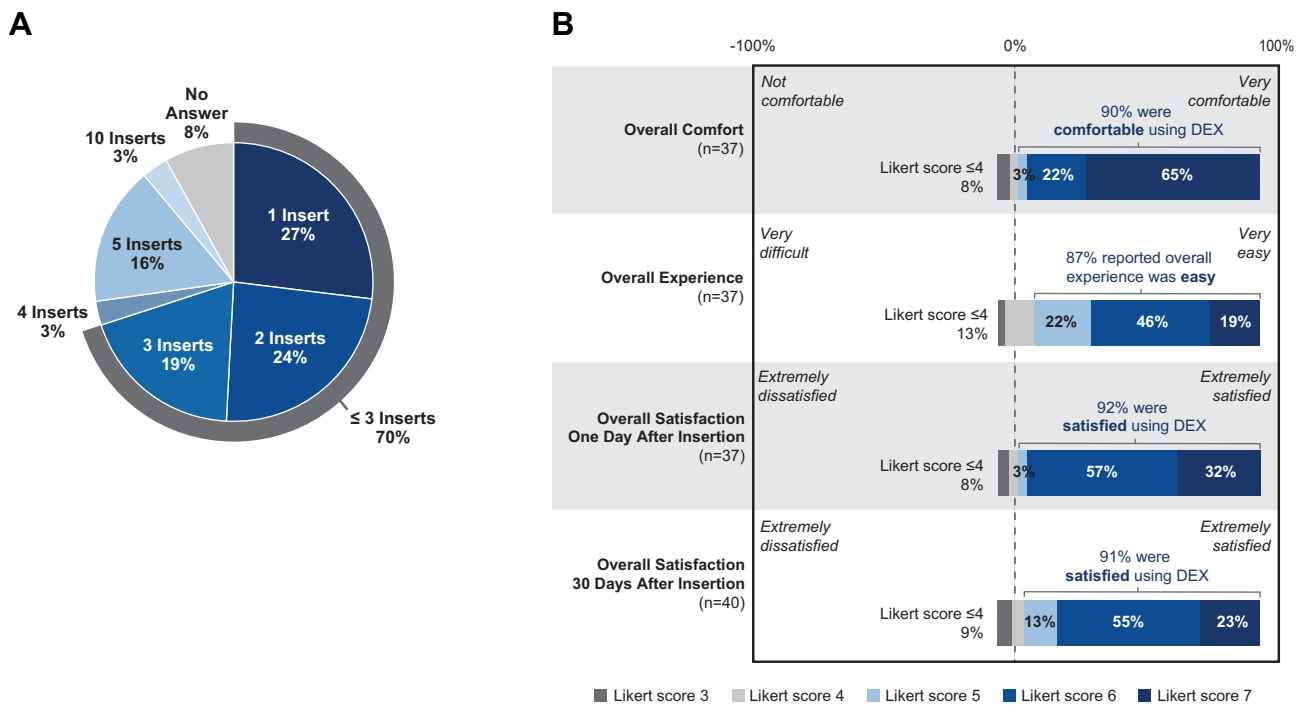 A
No
Answer
8%
10 Inserts
3%
1 Insert
27%
5 Inserts
16%
4 Inserts
3%
3 Inserts
19%
2 Inserts
24%
≤ 3 Inserts
70%
B
-100%
0%
100%
Overall Comfort
(n=37)
Not
comfortable
Very
comfortable
90% were
comfortable using DEX
Likert score ≤4
8%
3%
22%
65%
Overall Experience
(n=37)
Very
difficult
Very
easy
87% reported overall
experience was easy
Likert score ≤4
13%
22%
46%
19%
Overall Satisfaction
One Day After Insertion
(n=37)
Extremely
dissatisfied
Extremely
satisfied
92% were
satisfied using DEX
Likert score ≤4
8%
3%
57%
32%
Overall Satisfaction
30 Days After Insertion
(n=40)
Extremely
dissatisfied
Extremely
satisfied
91% were
satisfied using DEX
Likert score ≤4
9%
13%
55%
23%
Likert score 3
Likert score 4
Likert score 5
Likert score 6
Likert score 7